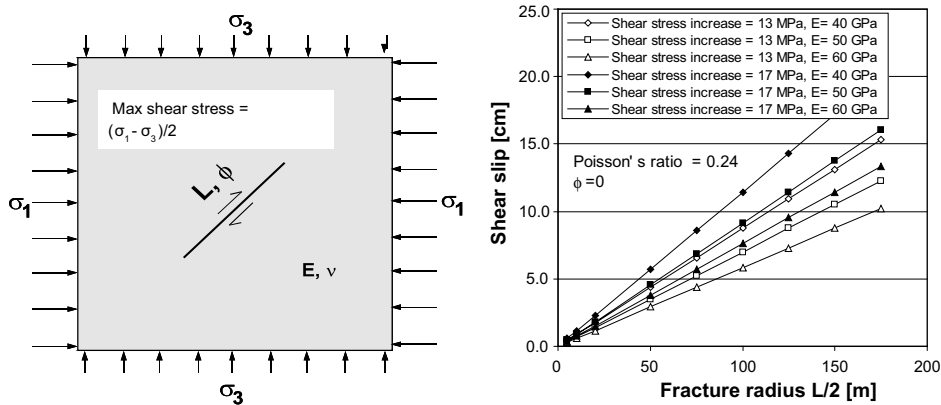 σ3
Max shear stress =
(σ1 - σ3)/2
L, ϕ
σ1
σ1
E, ν
σ3
Shear stress increase = 13 MPa, E= 40 GPa
Shear stress increase = 13 MPa, E= 50 GPa
Shear stress increase = 13 MPa, E= 60 GPa
Shear stress increase = 17 MPa, E= 40 GPa
Shear stress increase = 17 MPa, E= 50 GPa
Shear stress increase = 17 MPa, E= 60 GPa
Poisson' s ratio = 0.24
ϕ=0
Shear slip [cm]
25.0
20.0
15.0
10.0
5.0
0.0
0 50 100 150 200
Fracture radius L/2 [m]